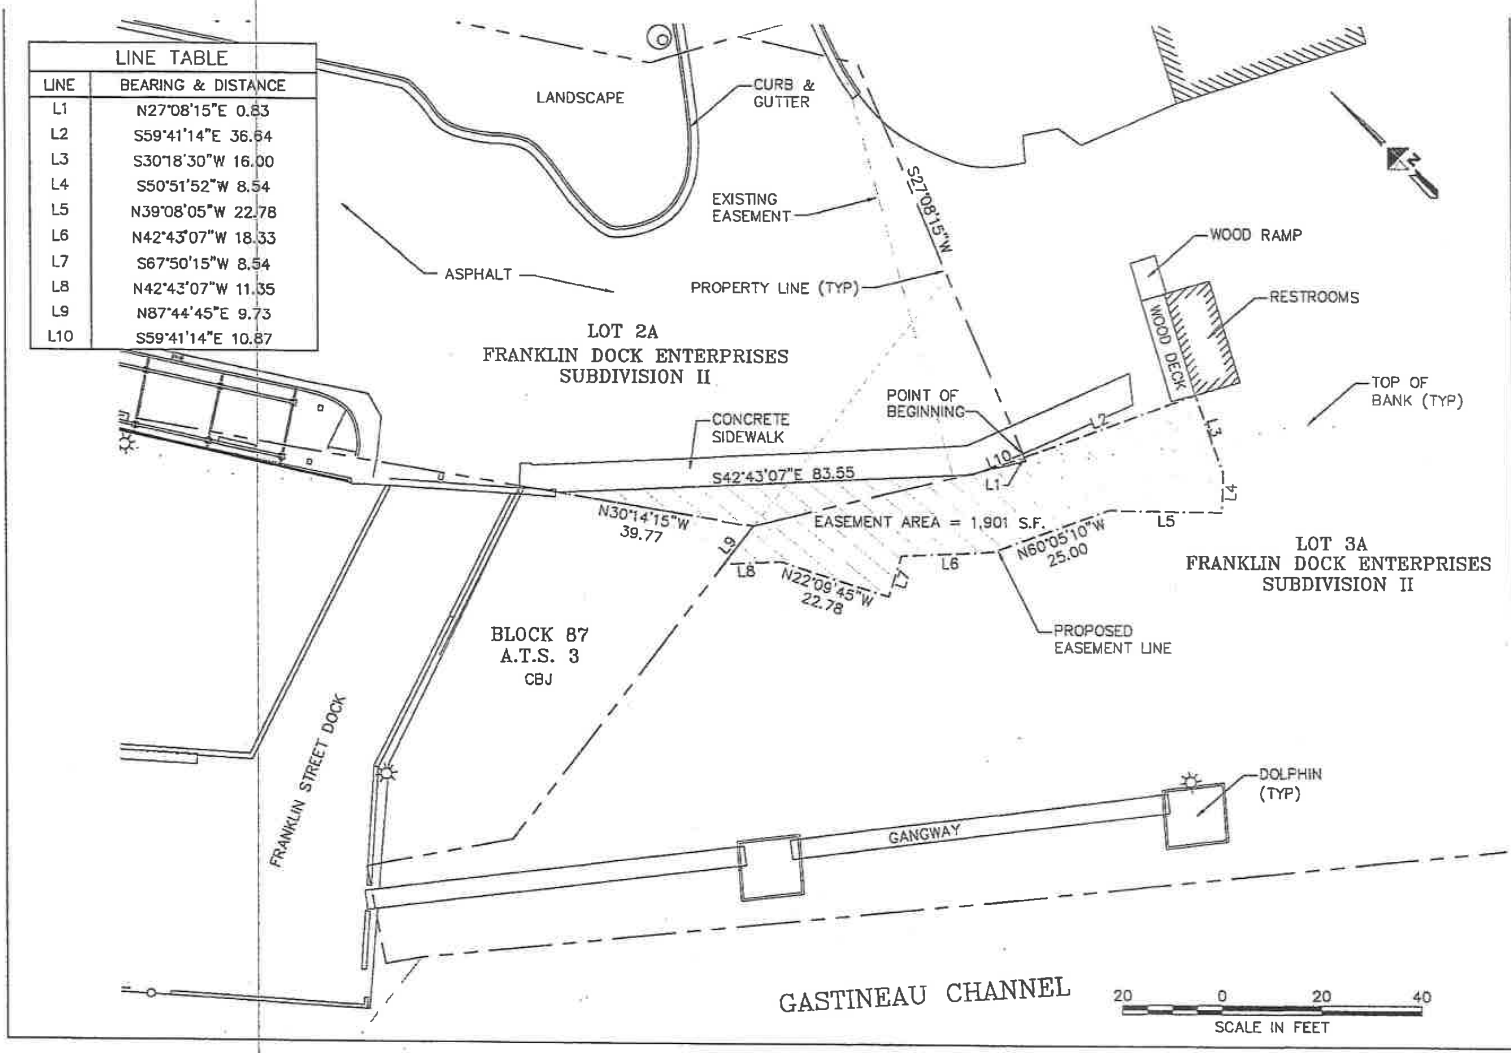 LINE TABLE
LINE BEARING & DISTANCE
L1 N27°08'15"E 0.83
L2 S59°41'14"E 36.64
L3 S30°18'30"W 16.00
L4 S50°51'52"W 8.54
L5 N39°08'05"W 22.78
L6 N42°43'07"W 18.33
L7 S67°50'15"W 8.54
L8 N42°43'07"W 11.35
L9 N87°44'45"E 9.73
L10 S59°41'14"E 10.87
LANDSCAPE
CURB &
GUTTER
EXISTING
EASEMENT
S27°08'15"W
N
ASPHALT
PROPERTY LINE (TYP)
WOOD RAMP
RESTROOMS
WOOD DECK
LOT 2A
FRANKLIN DOCK ENTERPRISES
SUBDIVISION II
POINT OF
BEGINNING
TOP OF
BANK (TYP)
CONCRETE
SIDEWALK
L2
L3
L10
L1
S42°43'07"E 83.55
L4
N30°14'15"W
39.77
EASEMENT AREA = 1,901 S.F.
L5
L9
L8
N22°09'45"W
22.78
L7
L6
N60°05'10"W
25.00
LOT 3A
FRANKLIN DOCK ENTERPRISES
SUBDIVISION II
BLOCK 87
A.T.S. 3
CBJ
PROPOSED
EASEMENT LINE
FRANKLIN STREET DOCK
DOLPHIN
(TYP)
GANGWAY
GASTINEAU CHANNEL
20 0 20 40
SCALE IN FEET